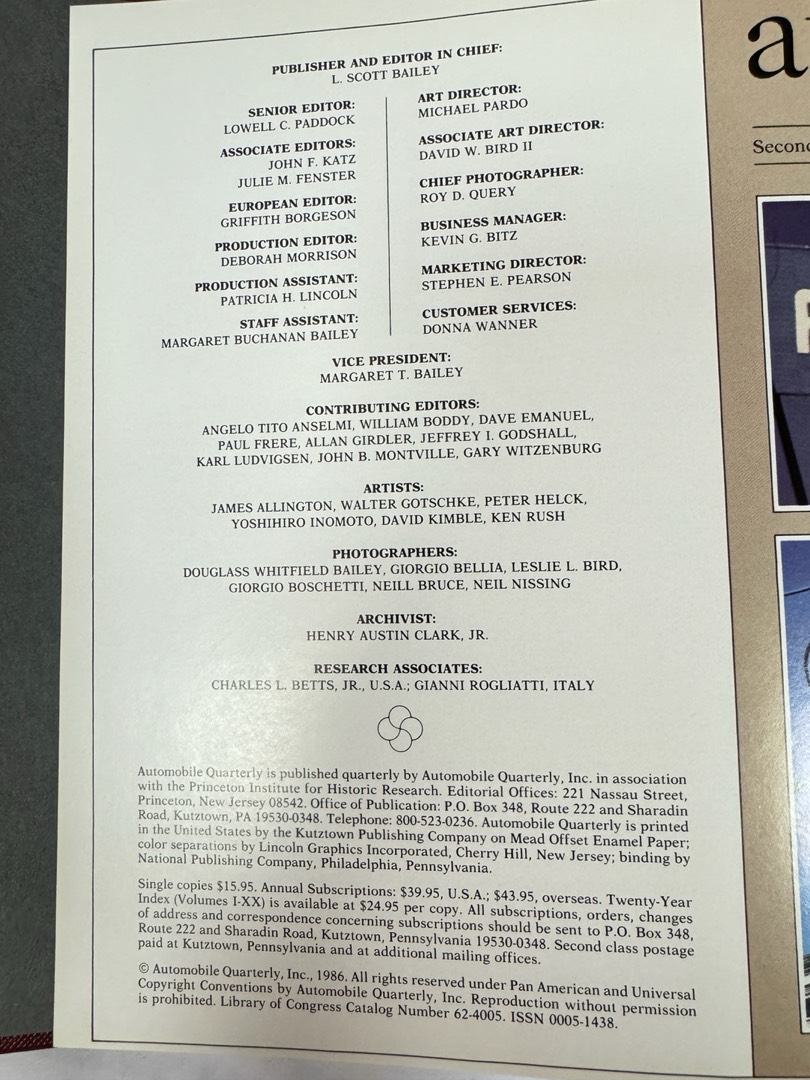 PUBLISHER AND EDITOR IN CHIEF:
L. SCOTT BAILEY
SENIOR EDITOR:
LOWELL C. PADDOCK
ASSOCIATE EDITORS:
JOHN F. KATZ
JULIE M. FENSTER
EUROPEAN EDITOR:
GRIFFITH BORGESON
PRODUCTION EDITOR:
DEBORAH MORRISON
PRODUCTION ASSISTANT:
PATRICIA H. LINCOLN
STAFF ASSISTANT:
MARGARET BUCHANAN BAILEY
ART DIRECTOR:
MICHAEL PARDO
ASSOCIATE ART DIRECTOR:
DAVID W. BIRD II
CHIEF PHOTOGRAPHER:
ROY D. QUERY
BUSINESS MANAGER:
KEVIN G. BITZ
MARKETING DIRECTOR:
STEPHEN E. PEARSON
CUSTOMER SERVICES:
DONNA WANNER
VICE PRESIDENT:
MARGARET T. BAILEY
CONTRIBUTING EDITORS:
ANGELO TITO ANSELMI, WILLIAM BODDY, DAVE EMANUEL,
PAUL FRERE, ALLAN GIRDLER, JEFFREY I. GODSHALL,
KARL LUDVIGSEN, JOHN B. MONTVILLE, GARY WITZENBURG
ARTISTS:
JAMES ALLINGTON, WALTER GOTSCHKE, PETER HELCK,
YOSHIHIRO INOMOTO, DAVID KIMBLE, KEN RUSH
PHOTOGRAPHERS:
DOUGLASS WHITFIELD BAILEY, GIORGIO BELLIA, LESLIE L. BIRD,
GIORGIO BOSCHETTI, NEILL BRUCE, NEIL NISSING
ARCHIVIST:
HENRY AUSTIN CLARK, JR.
RESEARCH ASSOCIATES:
CHARLES L. BETTS, JR., U.S.A.; GIANNI ROGLIATTI, ITALY
Automobile Quarterly is published quarterly by Automobile Quarterly, Inc. in association
with the Princeton Institute for Historic Research. Editorial Offices: 221 Nassau Street,
Princeton, New Jersey 08542. Office of Publication: P.O. Box 348, Route 222 and Sharadin
Road, Kutztown, PA 19530-0348. Telephone: 800-523-0236. Automobile Quarterly is printed
in the United States by the Kutztown Publishing Company on Mead Offset Enamel Paper;
color separations by Lincoln Graphics Incorporated, Cherry Hill, New Jersey; binding by
National Publishing Company, Philadelphia, Pennsylvania.
Single copies $15.95. Annual Subscriptions: $39.95, U.S.A.; $43.95, overseas. Twenty-Year
Index (Volumes I-XX) is available at $24.95 per copy. All subscriptions, orders, changes
of address and correspondence concerning subscriptions should be sent to P.O. Box 348,
Route 222 and Sharadin Road, Kutztown, Pennsylvania 19530-0348. Second class postage
paid at Kutztown, Pennsylvania and at additional mailing offices.
© Automobile Quarterly, Inc., 1986. All rights reserved under Pan American and Universal
Copyright Conventions by Automobile Quarterly, Inc. Reproduction without permission
is prohibited. Library of Congress Catalog Number 62-4005. ISSN 0005-1438.
a
Second